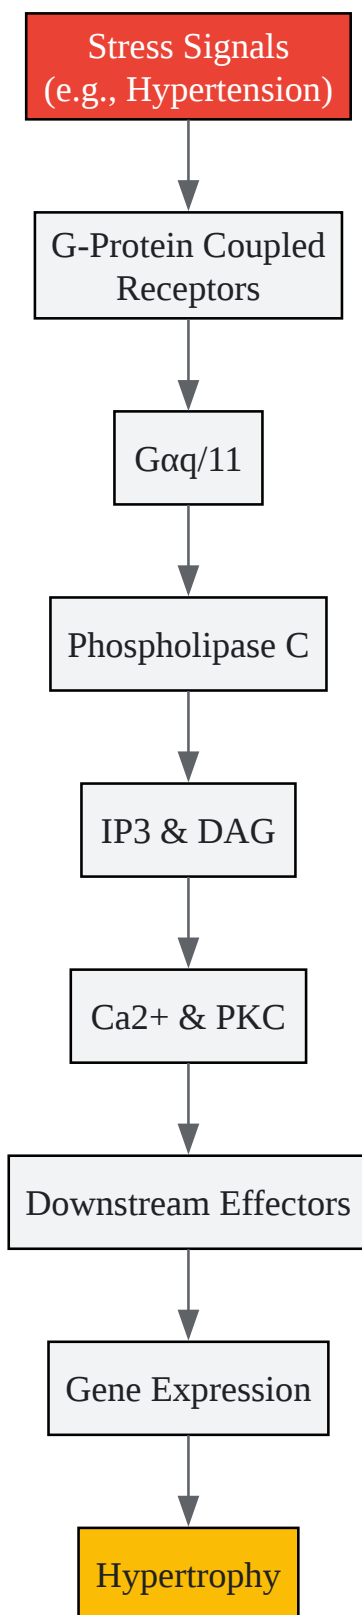 Stress Signals
(e.g., Hypertension)
G-Protein Coupled
Receptors
Gαq/11
Phospholipase C
IP3 & DAG
Ca2+ & PKC
Downstream Effectors
Gene Expression
Hypertrophy